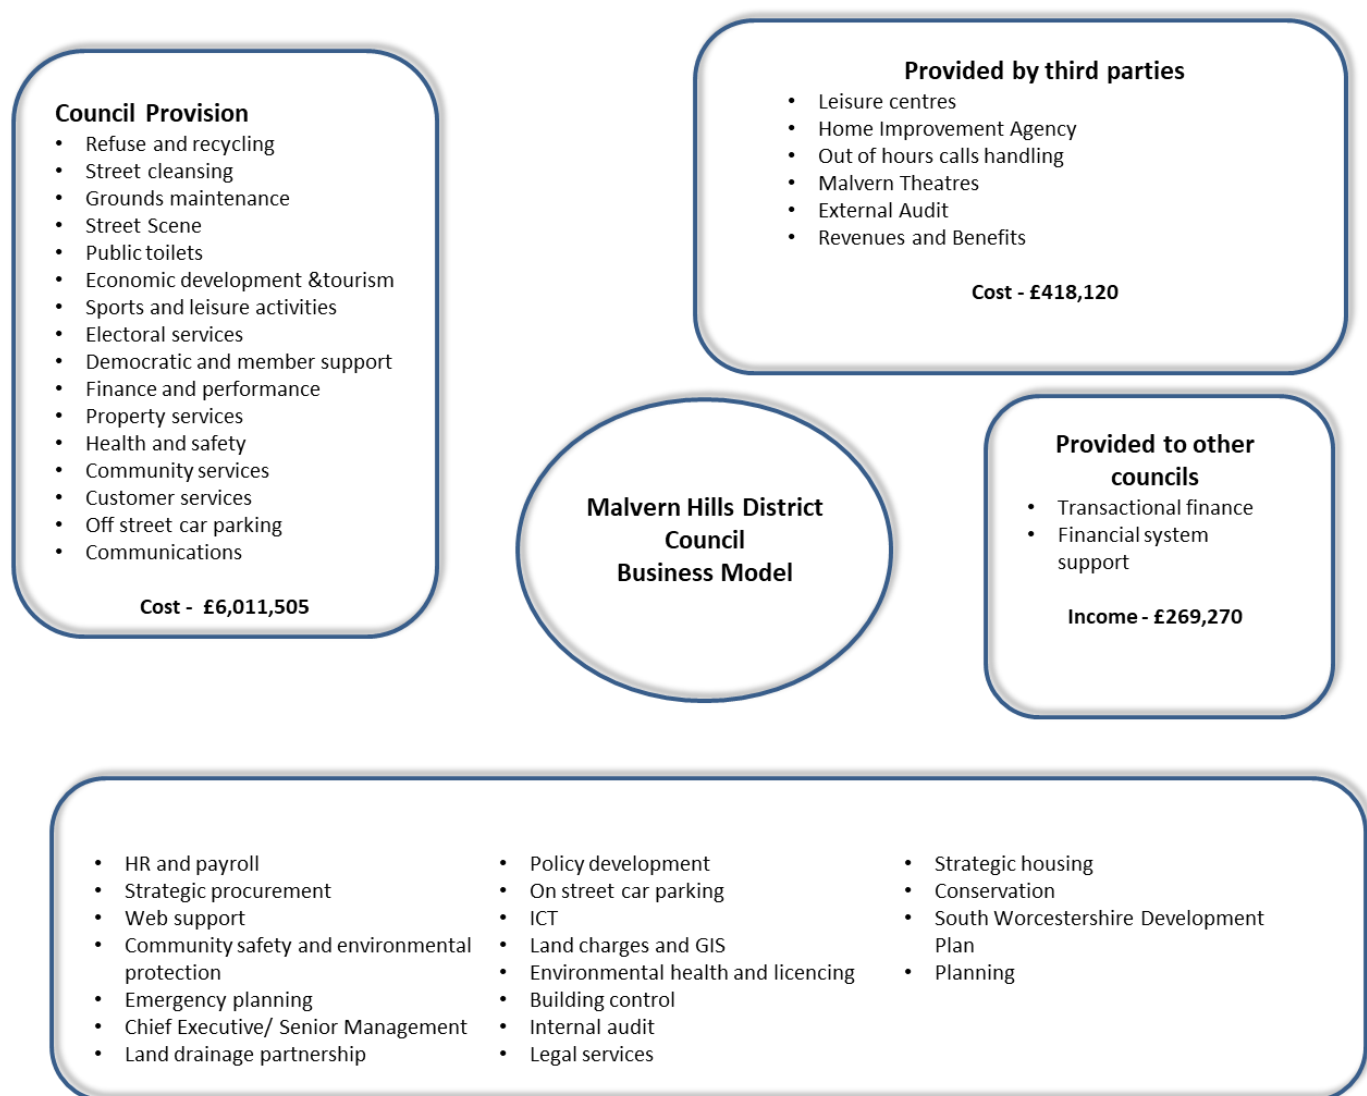 Council Provision
• Refuse and recycling
• Street cleansing
• Grounds maintenance
• Street Scene
• Public toilets
• Economic development &tourism
• Sports and leisure activities
• Electoral services
• Democratic and member support
• Finance and performance
• Property services
• Health and safety
• Community services
• Customer services
• Off street car parking
• Communications
Cost - £6,011,505
Provided by third parties
• Leisure centres
• Home Improvement Agency
• Out of hours calls handling
• Malvern Theatres
• External Audit
• Revenues and Benefits
Cost - £418,120
Malvern Hills District
Council
Business Model
Provided to other
councils
• Transactional finance
• Financial system
support
Income - £269,270
• HR and payroll
• Strategic procurement
• Web support
• Community safety and environmental
protection
• Emergency planning
• Chief Executive/ Senior Management
• Land drainage partnership
• Policy development
• On street car parking
• ICT
• Land charges and GIS
• Environmental health and licencing
• Building control
• Internal audit
• Legal services
• Strategic housing
• Conservation
• South Worcestershire Development
Plan
• Planning